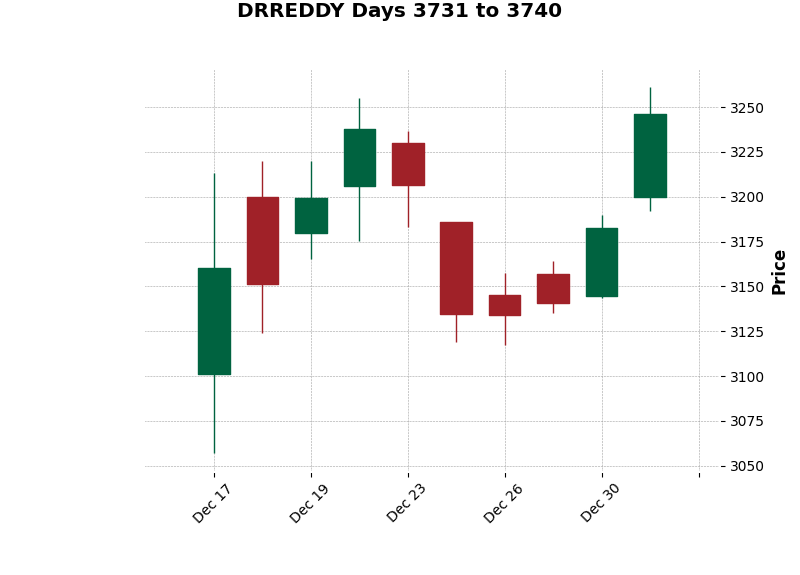 DRREDDY Days 3731 to 3740
3250
3225
3200
3175
3150
3125
3100
3075
3050
Price
Dec 17
Dec 19
Dec 23
Dec 26
Dec 30